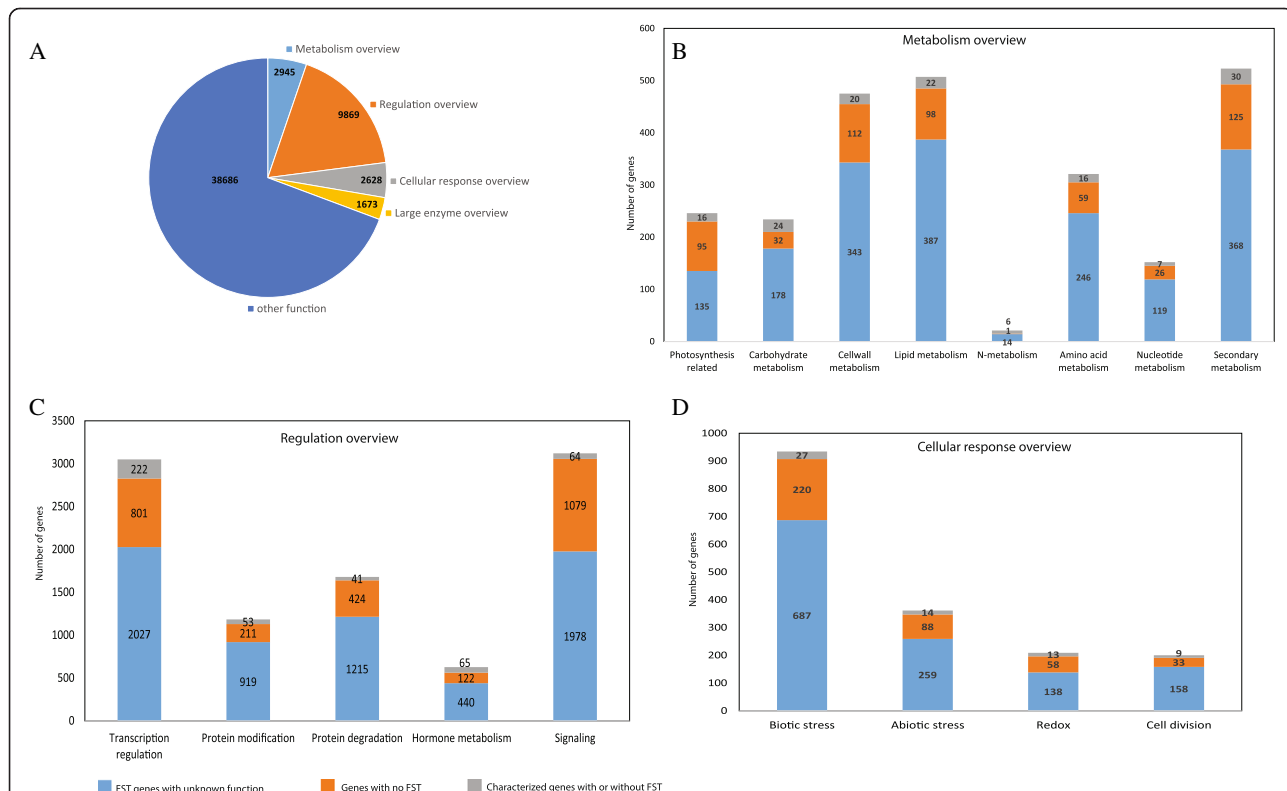 A
Metabolism overview
2945
Regulation overview
9869
Cellular response overview
2628
Large enzyme overview
1673
38686
other function
B
Metabolism overview
Number of genes
600
500
400
300
200
100
0
16
95
135
24
32
178
20
112
343
22
98
387
6
1
14
16
59
246
7
26
119
30
125
368
Photosynthesis related
Carbohydrate metabolism
Cellwall metabolism
Lipid metabolism
N-metabolism
Amino acid metabolism
Nucleotide metabolism
Secondary metabolism
C
Regulation overview
Number of genes
3500
3000
2500
2000
1500
1000
500
0
222
801
2027
53
211
919
41
424
1215
65
122
440
64
1079
1978
Transcription regulation
Protein modification
Protein degradation
Hormone metabolism
Signaling
D
Cellular response overview
Number of genes
1000
900
800
700
600
500
400
300
200
100
0
27
220
687
14
88
259
13
58
138
9
33
158
Biotic stress
Abiotic stress
Redox
Cell division
FST genes with unknown function
Genes with no FST
Characterized genes with or without FST